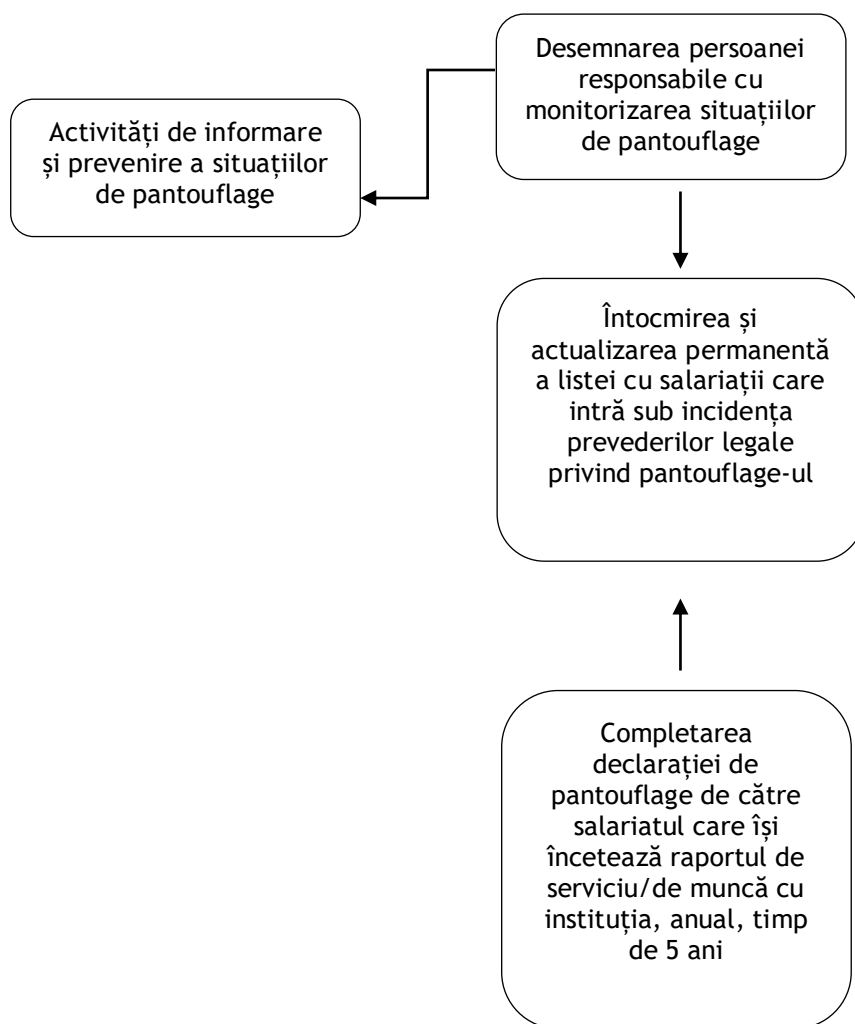 Desemnarea persoanei
responsabile cu
monitorizarea situațiilor
de pantouflage
Activități de informare
și prevenire a situațiilor
de pantouflage
Întocmirea și
actualizarea permanentă
a listei cu salariații care
intră sub incidența
prevederilor legale
privind pantouflage-ul
Completarea
declarației de
pantouflage de către
salariatul care își
încetează raportul de
serviciu/de muncă cu
instituția, anual, timp
de 5 ani